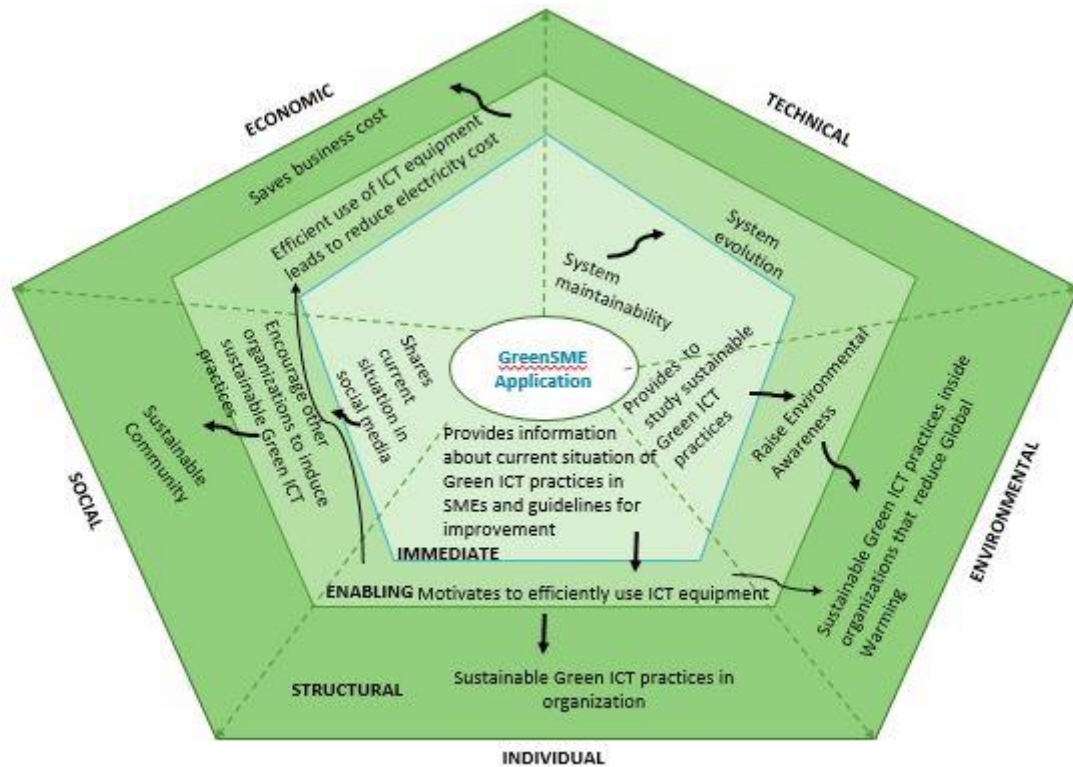 ECONOMIC
TECHNICAL
Saves business cost
Efficient use of ICT equipment
leads to reduce electricity cost
System
evolution
System
maintainability
GreenSME
Application
Shares
current
situation in
social media
Encourage other
organizations to induce
sustainable Green ICT
practices
Sustainable
Community
SOCIAL
Provides to
study sustainable
Green ICT
practices
Raise Environmental
Awareness
Sustainable Green ICT practices inside
organizations that reduce Global
Warming
ENVIRONMENTAL
Provides information
about current situation of
Green ICT practices in
SMEs and guidelines for
improvement
IMMEDIATE
ENABLING Motivates to efficiently use ICT equipment
STRUCTURAL
Sustainable Green ICT practices in
organization
INDIVIDUAL